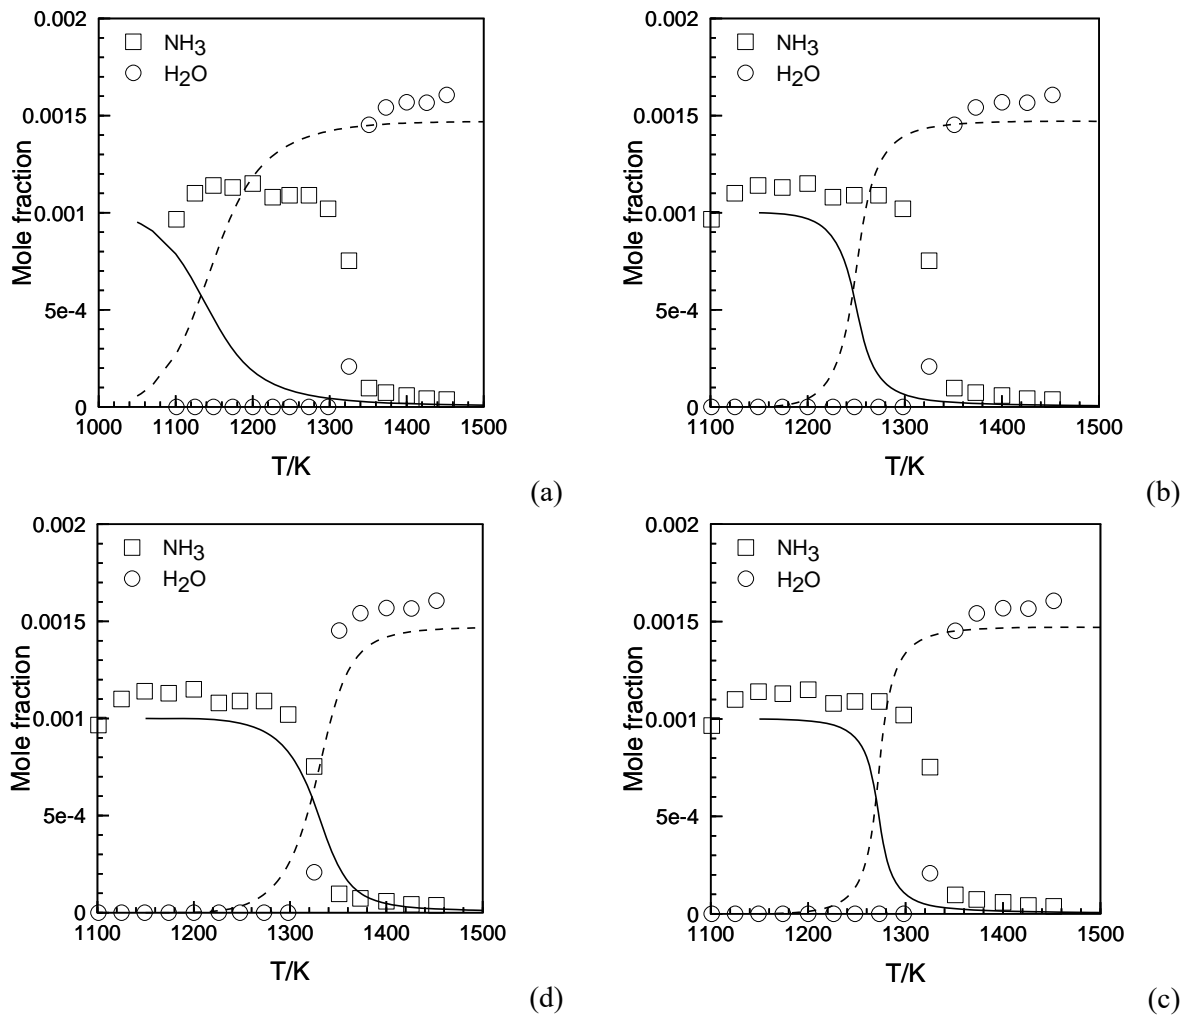 0.002
0.0015
0.001
5e-4
0
Mole fraction
NH3
H2O
1000
1100
1200
1300
1400
1500
T/K
(a)
0.002
0.0015
0.001
5e-4
0
Mole fraction
NH3
H2O
1100
1200
1300
1400
1500
T/K
(b)
0.002
0.0015
0.001
5e-4
0
Mole fraction
NH3
H2O
1100
1200
1300
1400
1500
T/K
(d)
0.002
0.0015
0.001
5e-4
0
Mole fraction
NH3
H2O
1100
1200
1300
1400
1500
T/K
(c)